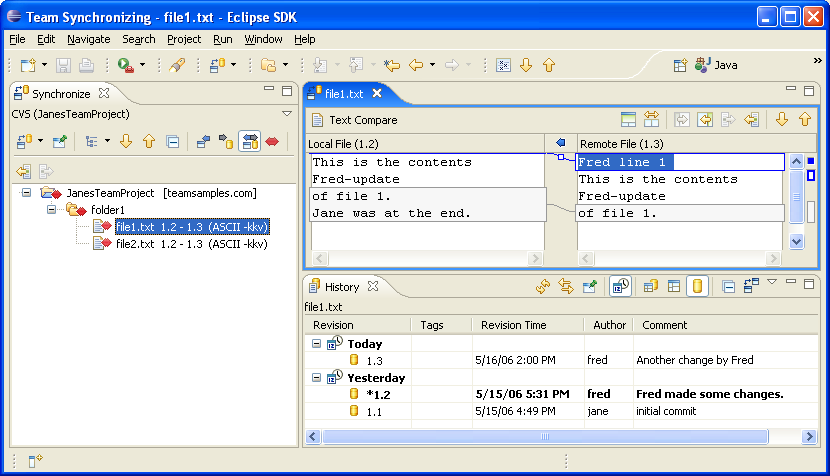 Team Synchronizing - file1.txt - Eclipse SDK
File Edit Navigate Search Project Run Window Help
Java
Synchronize
CVS (JanesTeamProject)
JanesTeamProject [teamsamples.com]
folder1
file1.txt 1.2 - 1.3 (ASCII -kkv)
file2.txt 1.2 - 1.3 (ASCII -kkv)
file1.txt
Text Compare
Local File (1.2)
Remote File (1.3)
This is the contents
Fred-update
of file 1.
Jane was at the end.
Fred line 1
This is the contents
Fred-update
of file 1.
History
file1.txt
Revision Tags Revision Time Author Comment
Today
1.3 5/16/06 2:00 PM fred Another change by Fred
Yesterday
*1.2 5/15/06 5:31 PM fred Fred made some changes.
1.1 5/15/06 4:49 PM jane initial commit